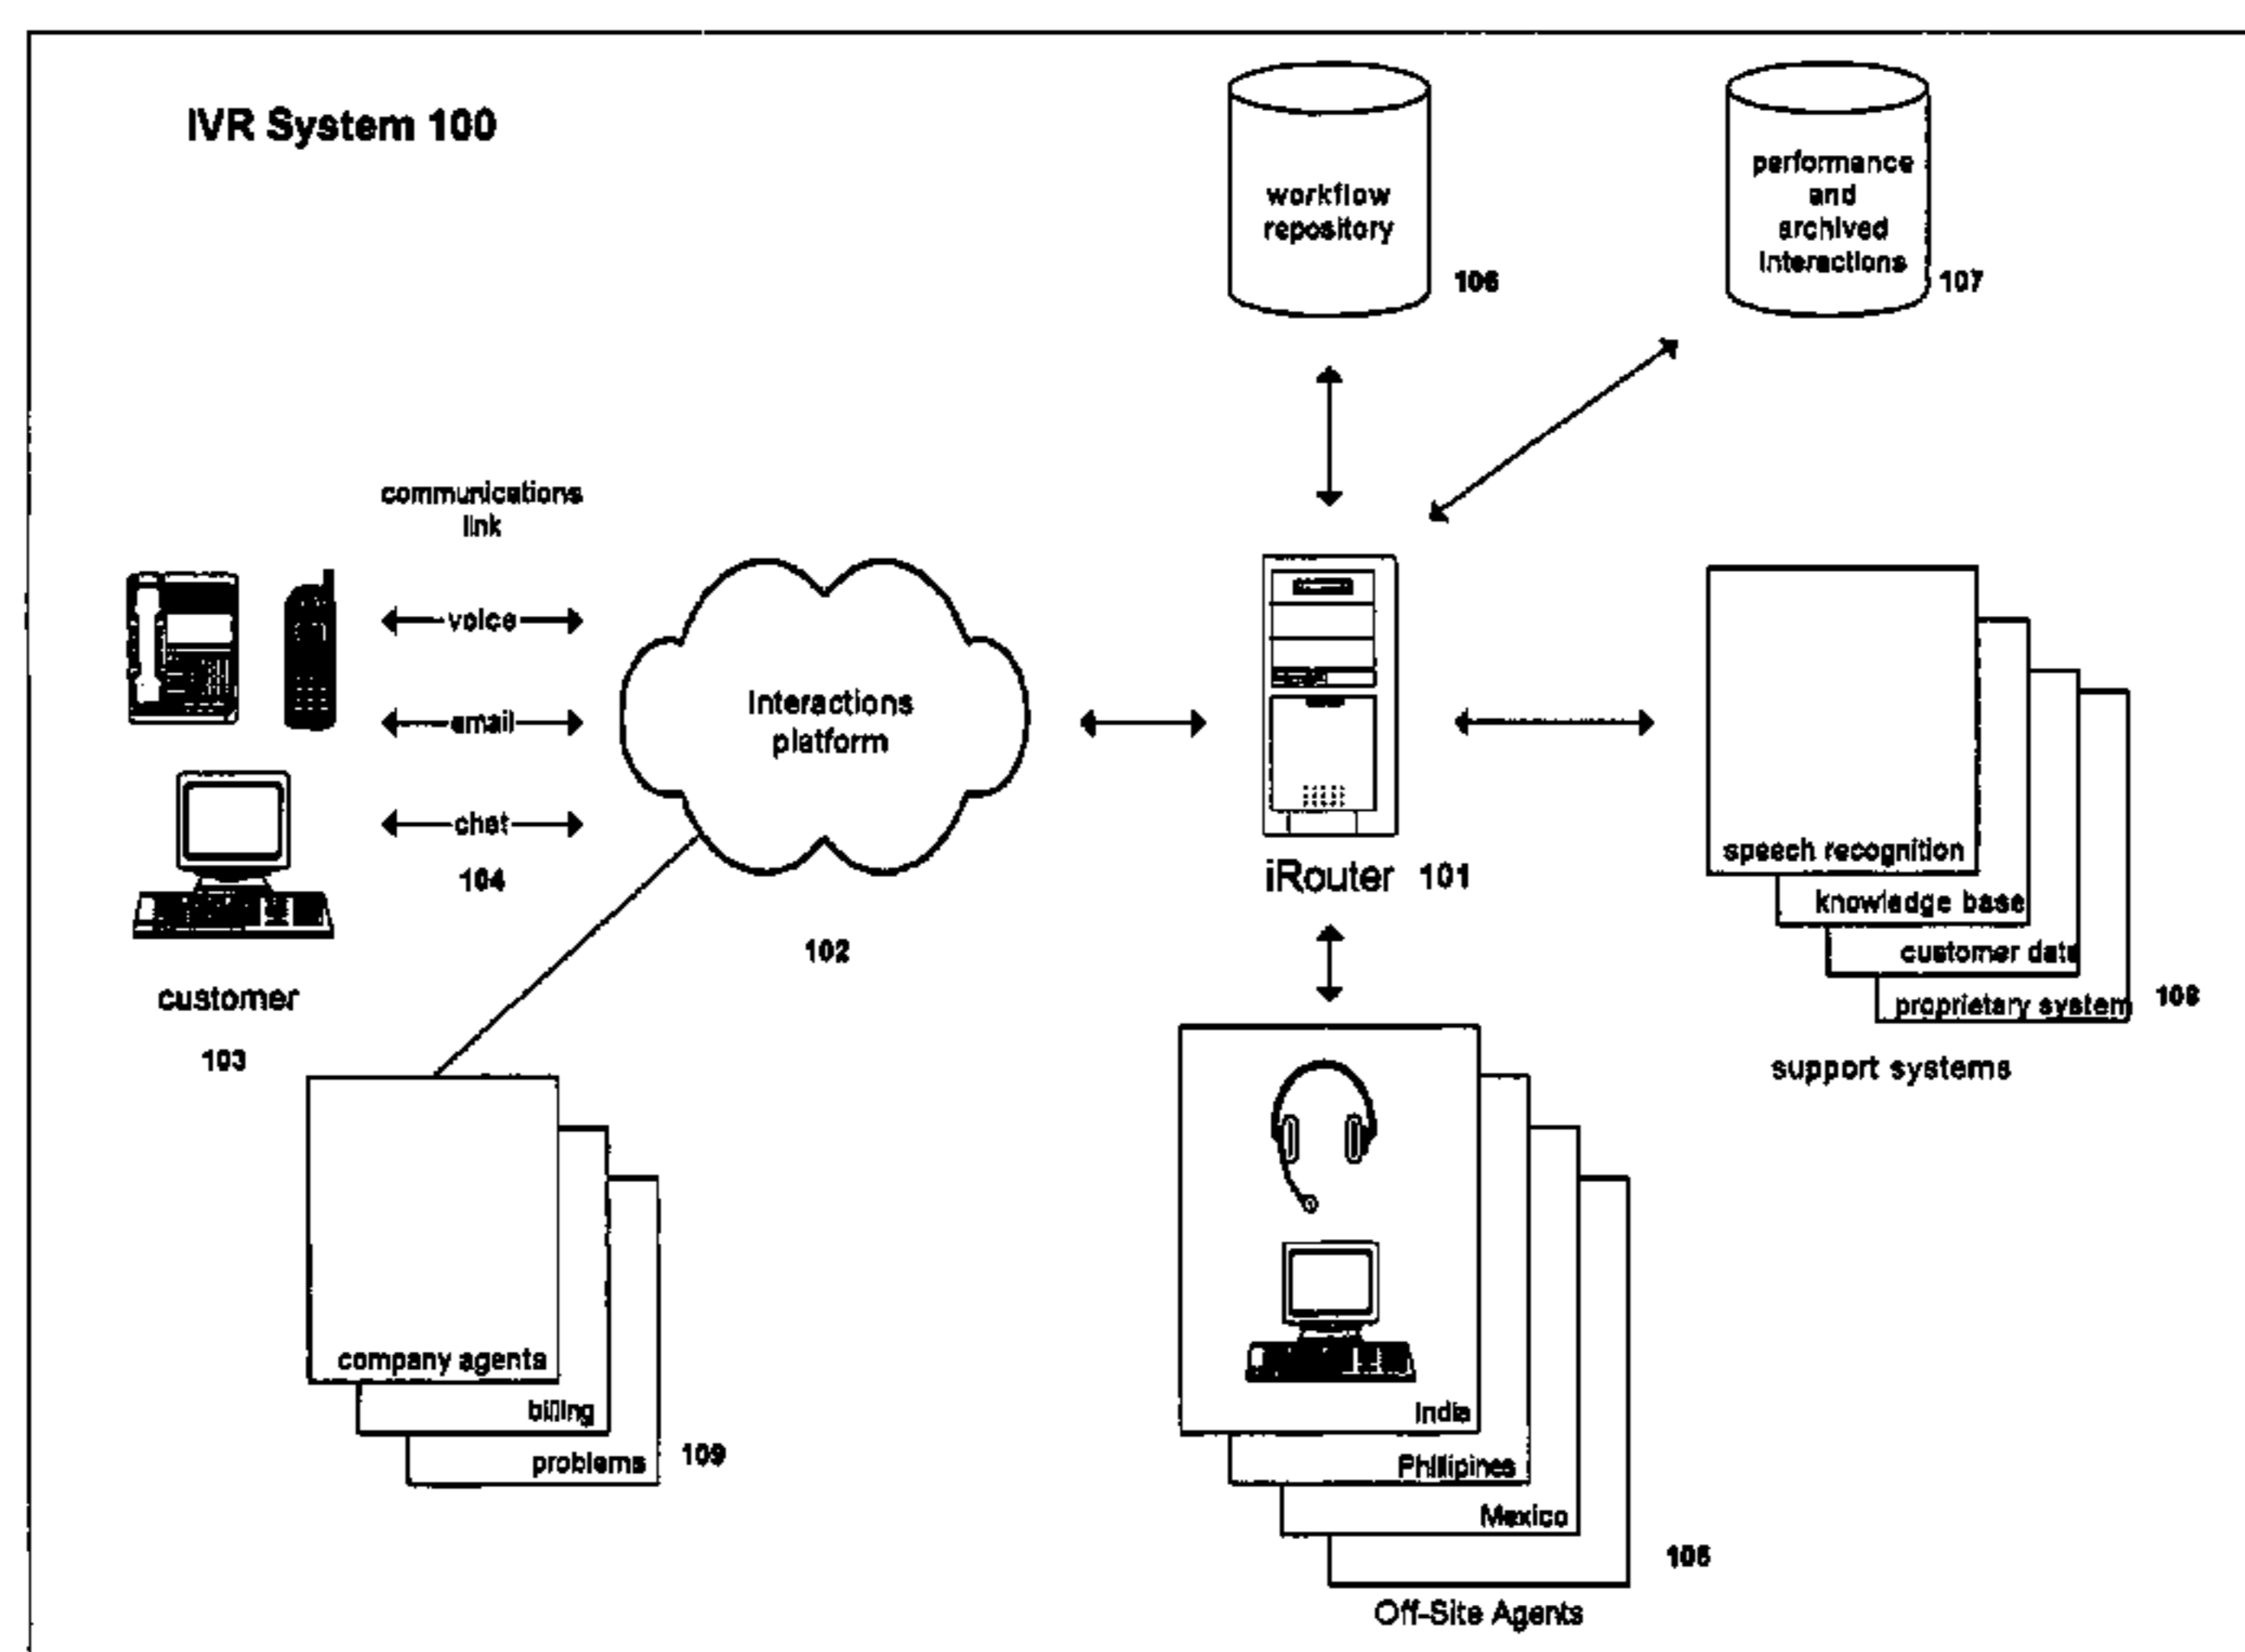 IVR System 100
workflow
repository
106
performance
and
archived
interactions
107
communications
link
voice
email
chat
104
Interactions
platform
102
iRouter 101
customer
103
speech recognition
knowledge base
customer data
proprietary system
108
support systems
company agents
billing
problems
109
India
Phillipines
Mexico
105
Off-Site Agents